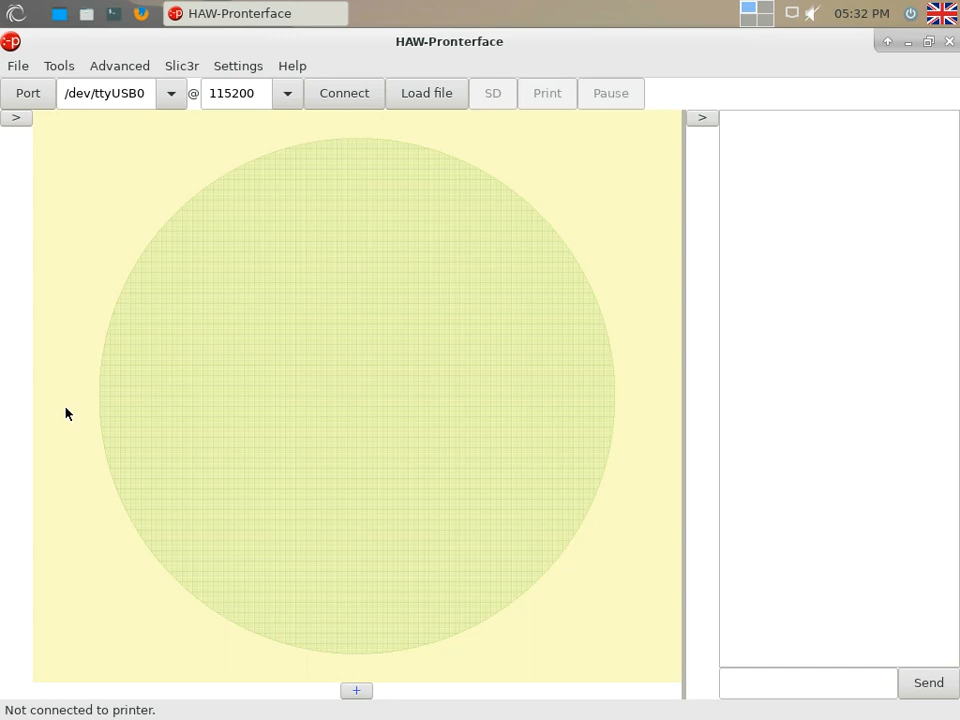 HAW-Pronterface
05:32 PM
HAW-Pronterface
File Tools Advanced Slic3r Settings Help
Port /dev/ttyUSB0 @ 115200 Connect Load file SD Print Pause
> >
+
Send
Not connected to printer.